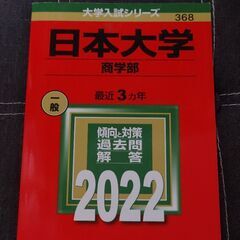 大学入試シリーズ 368
日本大学
商学部
一般
最近3カ年
傾向と対策
過去問
解答
2022